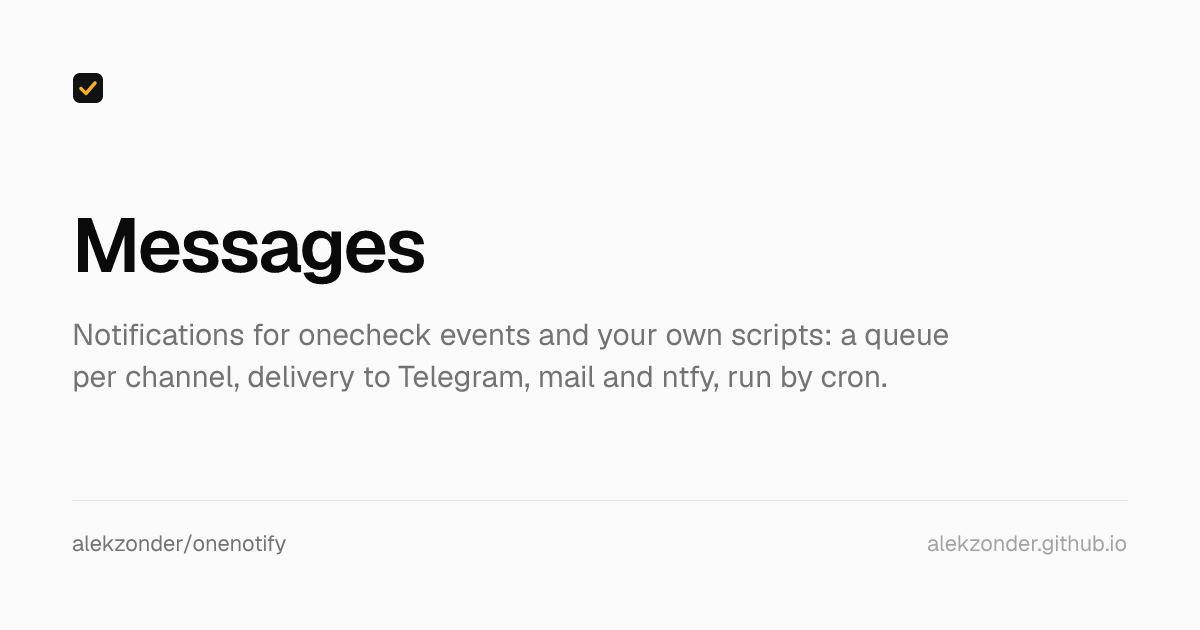 Messages
Notifications for onecheck events and your own scripts: a queue
per channel, delivery to Telegram, mail and ntfy, run by cron.
alekzonder/onenotify
alekzonder.github.io